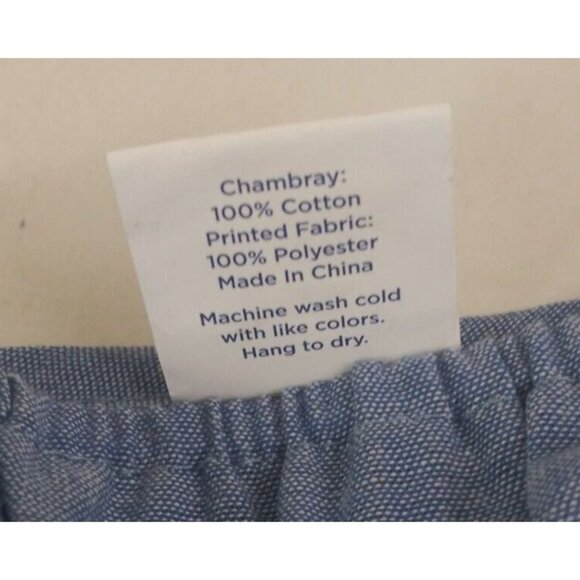 Chambray:
100% Cotton
Printed Fabric:
100% Polyester
Made In China
Machine wash cold
with like colors.
Hang to dry.